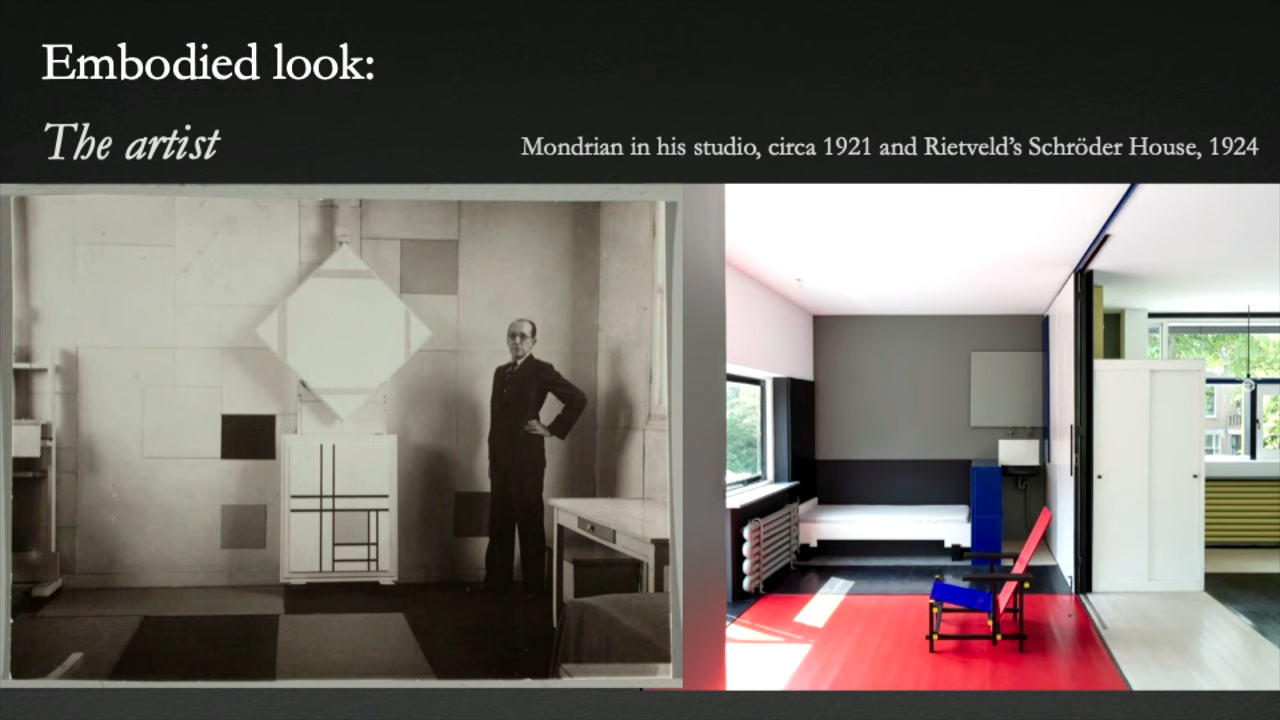 Embodied look:
The artist
Mondrian in his studio, circa 1921 and Rietveld’s Schröder House, 1924